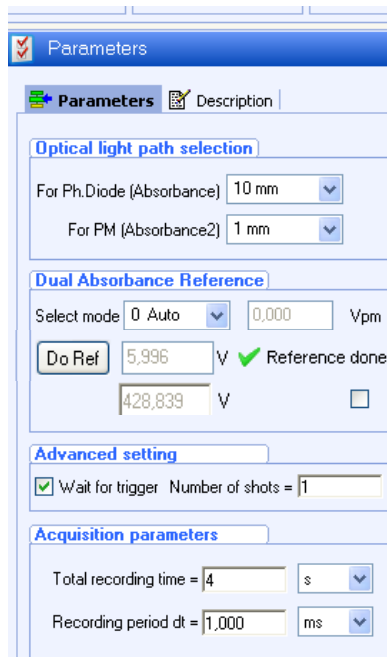 Parameters
Parameters Description
Optical light path selection
For Ph.Diode (Absorbance) 10 mm
For PM (Absorbance2) 1 mm
Dual Absorbance Reference
Select mode 0 Auto 0,000 Vpm
Do Ref 5,996 V Reference done
428,839 V
Advanced setting
Wait for trigger Number of shots = 1
Acquisition parameters
Total recording time = 4 s
Recording period dt = 1,000 ms